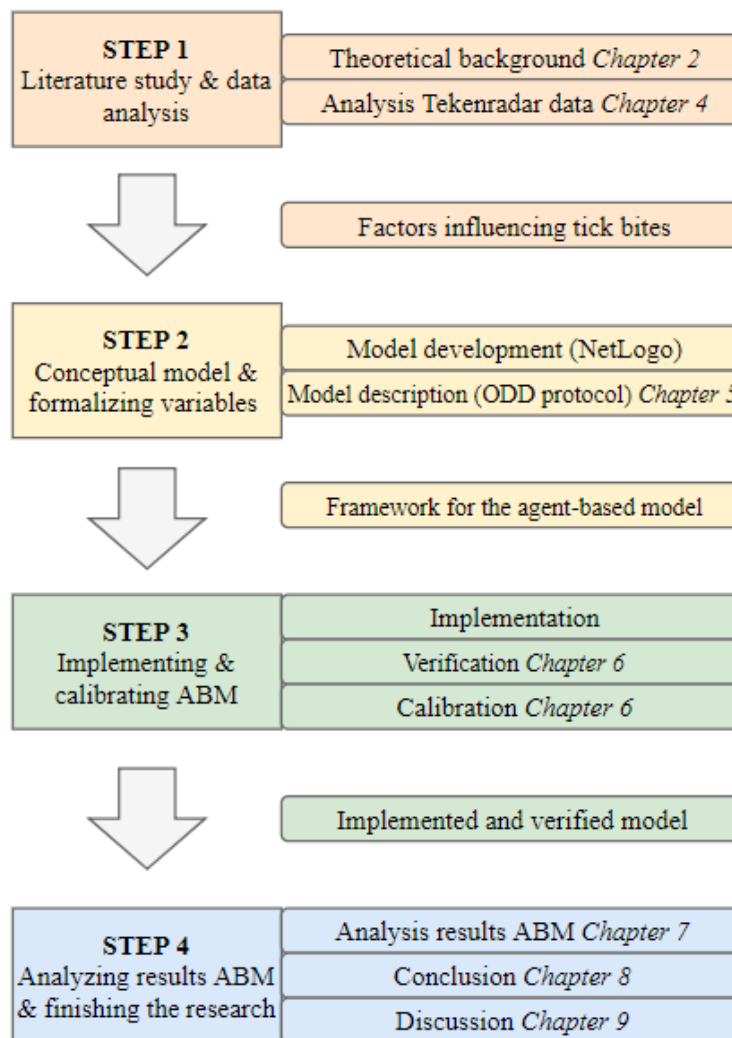 STEP 1
Literature study & data
analysis
Theoretical background Chapter 2
Analysis Tekenradar data Chapter 4
Factors influencing tick bites
STEP 2
Conceptual model &
formalizing variables
Model development (NetLogo)
Model description (ODD protocol) Chapter 5
Framework for the agent-based model
STEP 3
Implementing &
calibrating ABM
Implementation
Verification Chapter 6
Calibration Chapter 6
Implemented and verified model
STEP 4
Analyzing results ABM
& finishing the research
Analysis results ABM Chapter 7
Conclusion Chapter 8
Discussion Chapter 9